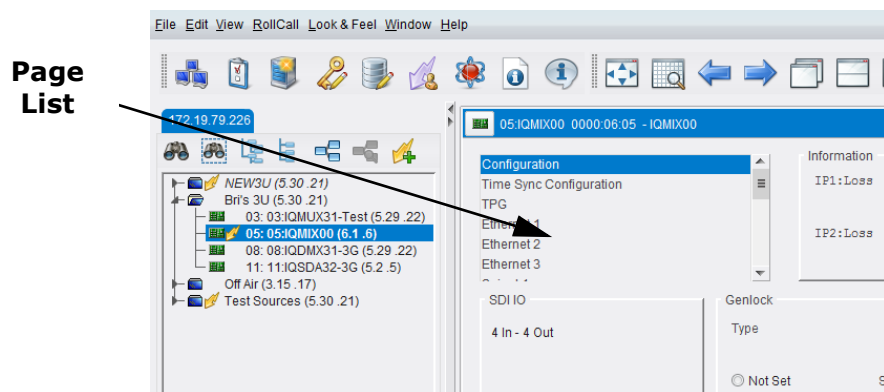 File Edit View RollCall Look & Feel Window Help
Page
List
172.19.79.226
NEW3U (5.30 .21)
Bri's 3U (5.30 .21)
03: 03:IQMUX31-Test (5.29 .22)
05: 05:IQMIX00 (6.1 .6)
08: 08:IQDMX31-3G (5.29 .22)
11: 11:IQSDA32-3G (5.2 .5)
Off Air (3.15 .17)
Test Sources (5.30 .21)
05:IQMIX00 0000:06:05 - IQMIX00
Configuration
Time Sync Configuration
TPG
Ethernet 1
Ethernet 2
Ethernet 3
Information
IP1:Loss
IP2:Loss
SDI IO
4 In - 4 Out
Genlock
Type
Not Set